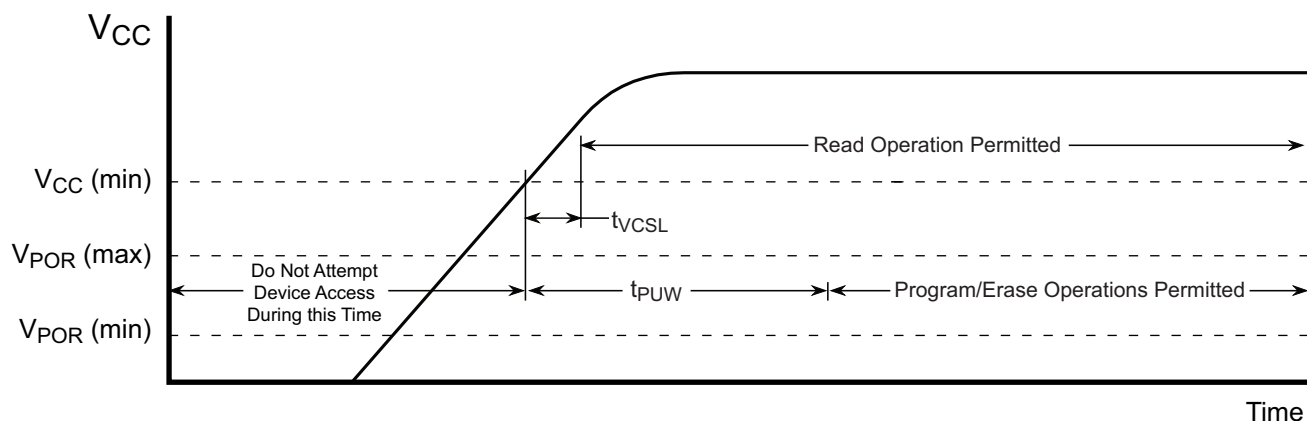 VCC
Read Operation Permitted
VCC (min)
tVCSL
VPOR (max)
Do Not Attempt
Device Access
During this Time
tPUW
Program/Erase Operations Permitted
VPOR (min)
Time